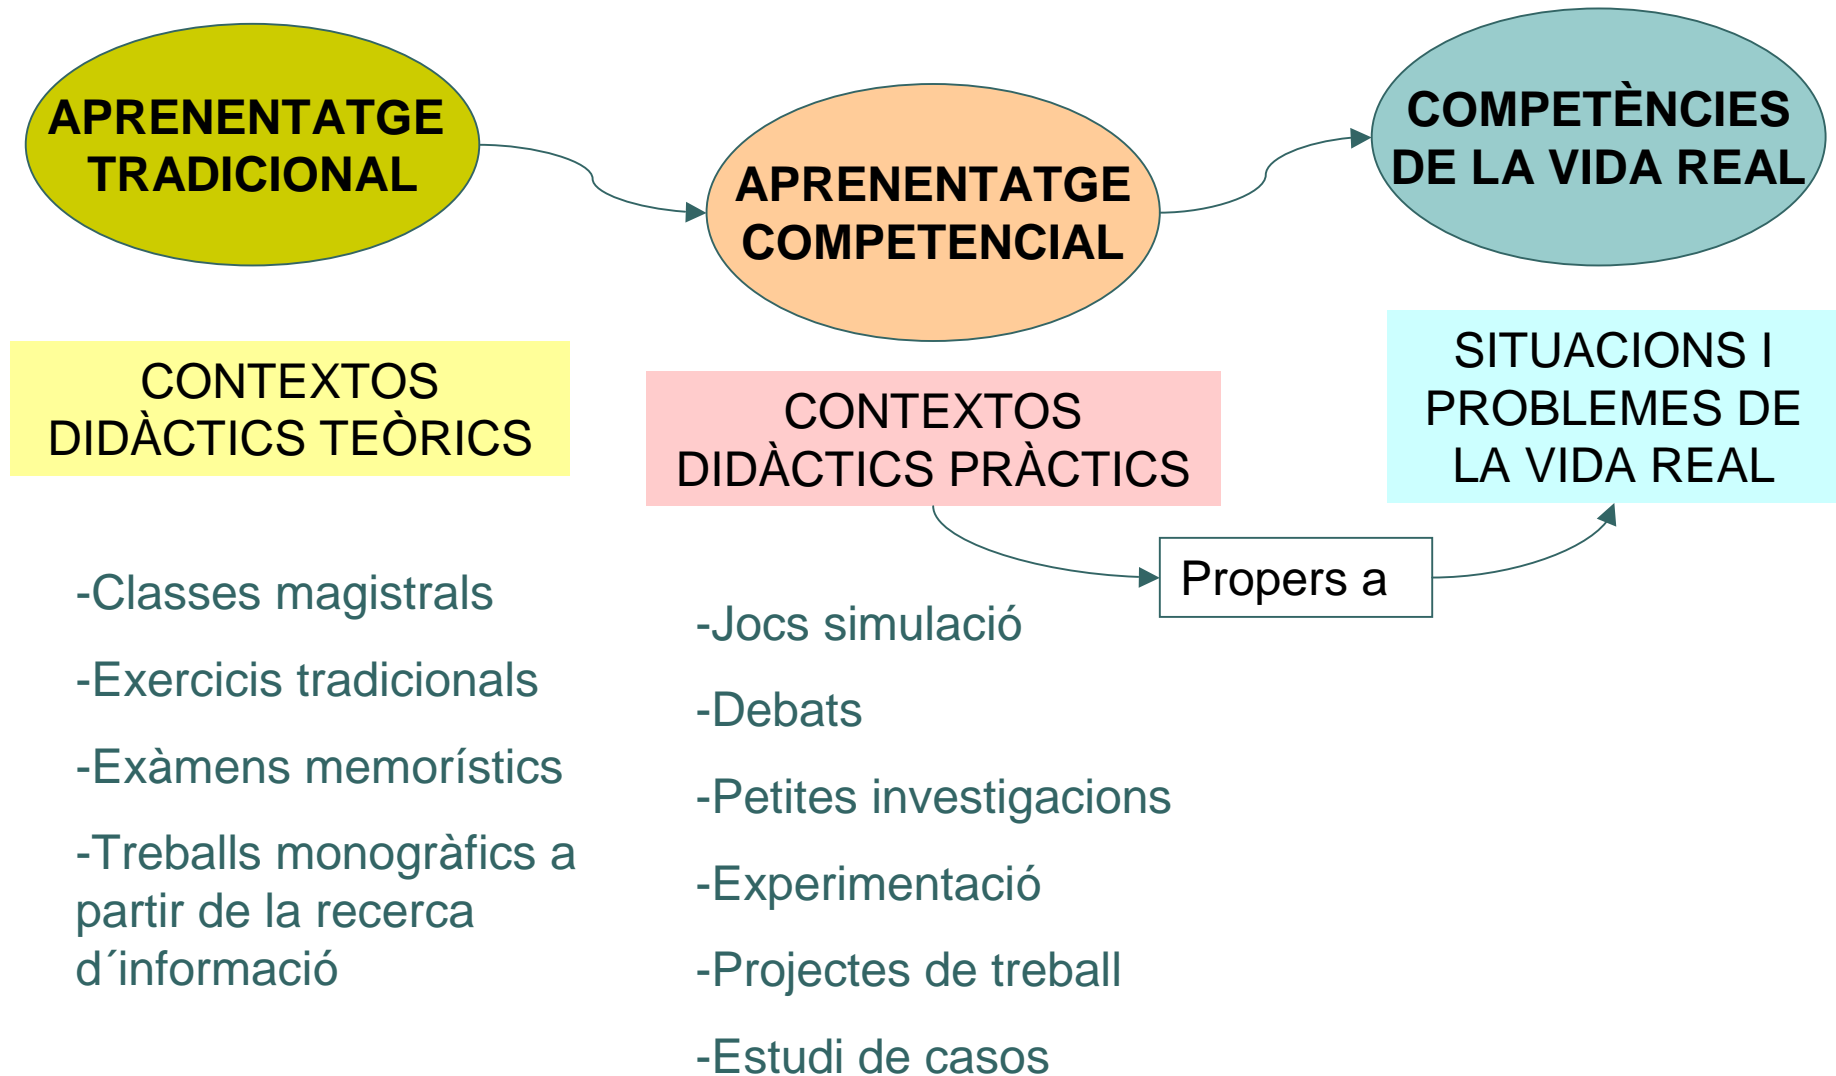 APRENENTATGE
TRADICIONAL
APRENENTATGE
COMPETENCIAL
COMPETÈNCIES
DE LA VIDA REAL
CONTEXTOS
DIDÀCTICS TEÒRICS
CONTEXTOS
DIDÀCTICS PRÀCTICS
SITUACIONS I
PROBLEMES DE
LA VIDA REAL
Propers a
-Classes magistrals
-Exercicis tradicionals
-Exàmens memorístics
-Treballs monogràfics a
partir de la recerca
d´informació
-Jocs simulació
-Debats
-Petites investigacions
-Experimentació
-Projectes de treball
-Estudi de casos